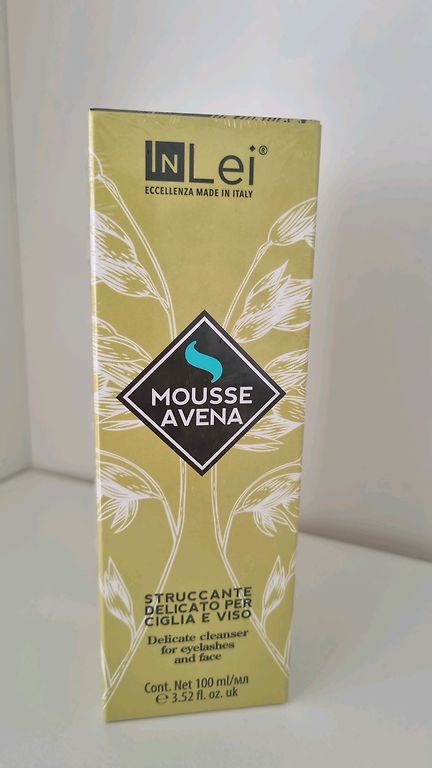 InLei®
ECCELLENZA MADE IN ITALY
MOUSSE
AVENA
STRUCCANTE
DELICATO PER
CIGLIA E VISO
Delicate cleanser
for eyelashes
and face
Cont. Net 100 ml/мл
℮ 3.52 fl. oz. uk